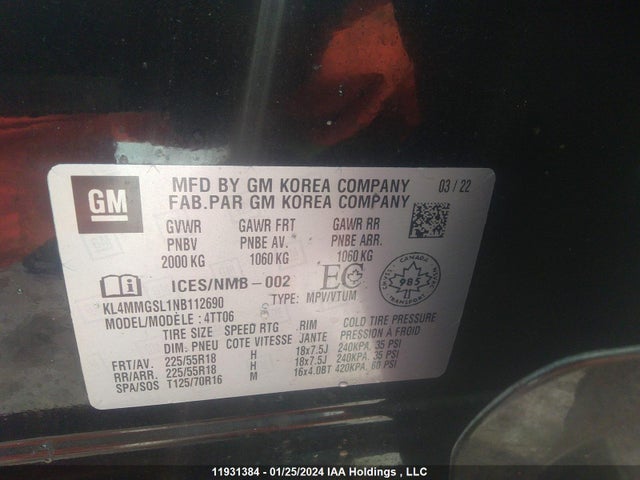 GM
MFD BY GM KOREA COMPANY 03 / 22
FAB.PAR GM KOREA COMPANY
GVWR GAWR FRT GAWR RR
PNBV PNBE AV. PNBE ARR.
2000 KG 1060 KG 1060 KG
ICES/NMB-002 EC
CANADA 985 TRANSPORT
KL4MMGSL1NB112690 TYPE: MPV/VTUM
MODEL/MODÈLE : 4TT06
TIRE SIZE SPEED RTG .RIM COLD TIRE PRESSURE
DIM. PNEU COTE VITESSE JANTE PRESSION À FROID
FRT/AV. 225/55R18 H 18x7.5J 240KPA, 35 PSI
RR/ARR. 225/55R18 H 18x7.5J 240KPA, 35 PSI
SPA/SOS T125/70R16 M 16x4.0BT 420KPA, 60 PSI
11931384 - 01/25/2024 IAA Holdings , LLC